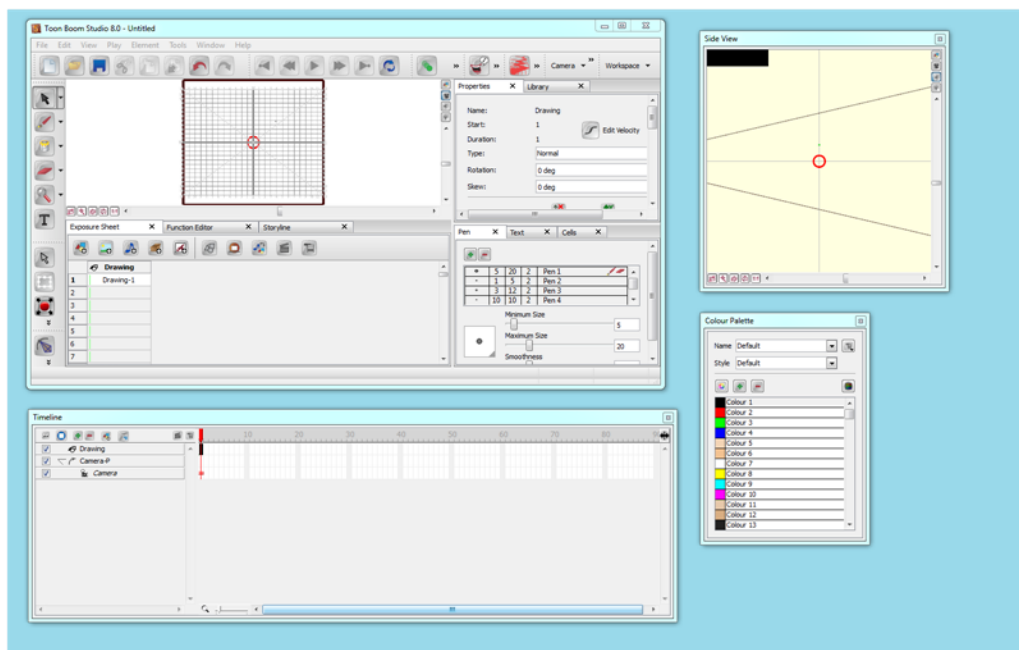 Toon Boom Studio 8.0 - Untitled
File Edit View Play Element Tools Window Help
Camera Workspace
Properties Library
Name: Drawing
Start: 1
Edit Velocity
Duration: 1
Type: Normal
Rotation: 0 deg
Skew: 0 deg
T
Exposure Sheet Function Editor Storyline
Drawing
1 Drawing-1
2
3
4
5
6
7
Pen Text Cells
5 20 2 Pen 1
1 5 2 Pen 2
3 12 2 Pen 3
10 10 2 Pen 4
Minimum Size
5
Maximum Size
20
Smoothness
Side View
Timeline
10 20 30 40 50 60 70 80
Drawing
Camera-P
Camera
Colour Palette
Name Default
Style Default
Colour 1
Colour 2
Colour 3
Colour 4
Colour 5
Colour 6
Colour 7
Colour 8
Colour 9
Colour 10
Colour 11
Colour 12
Colour 13